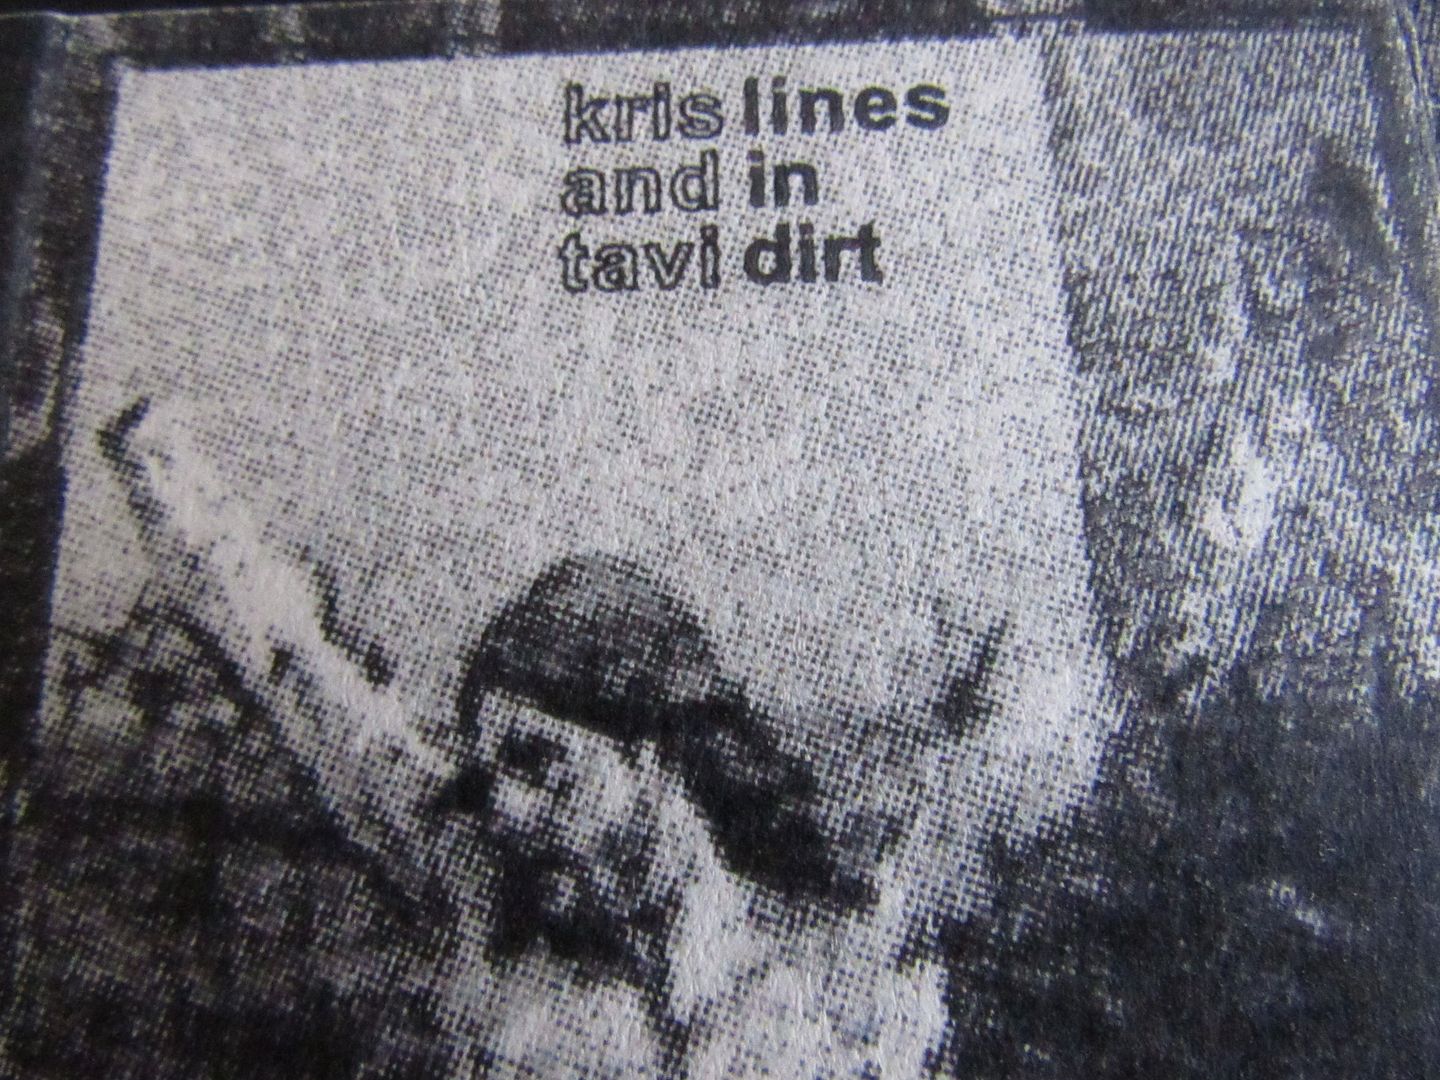 kris lines
and in
tavi dirt